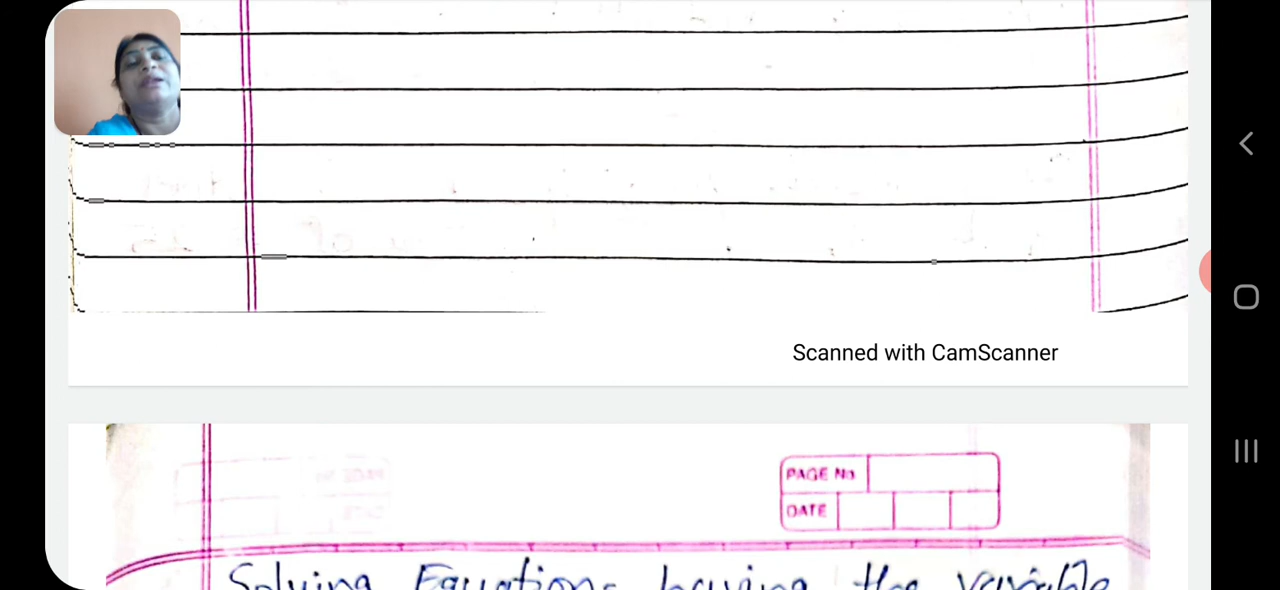 Scanned with CamScanner
PAGE No.
DATE
Solving Equations having the variable